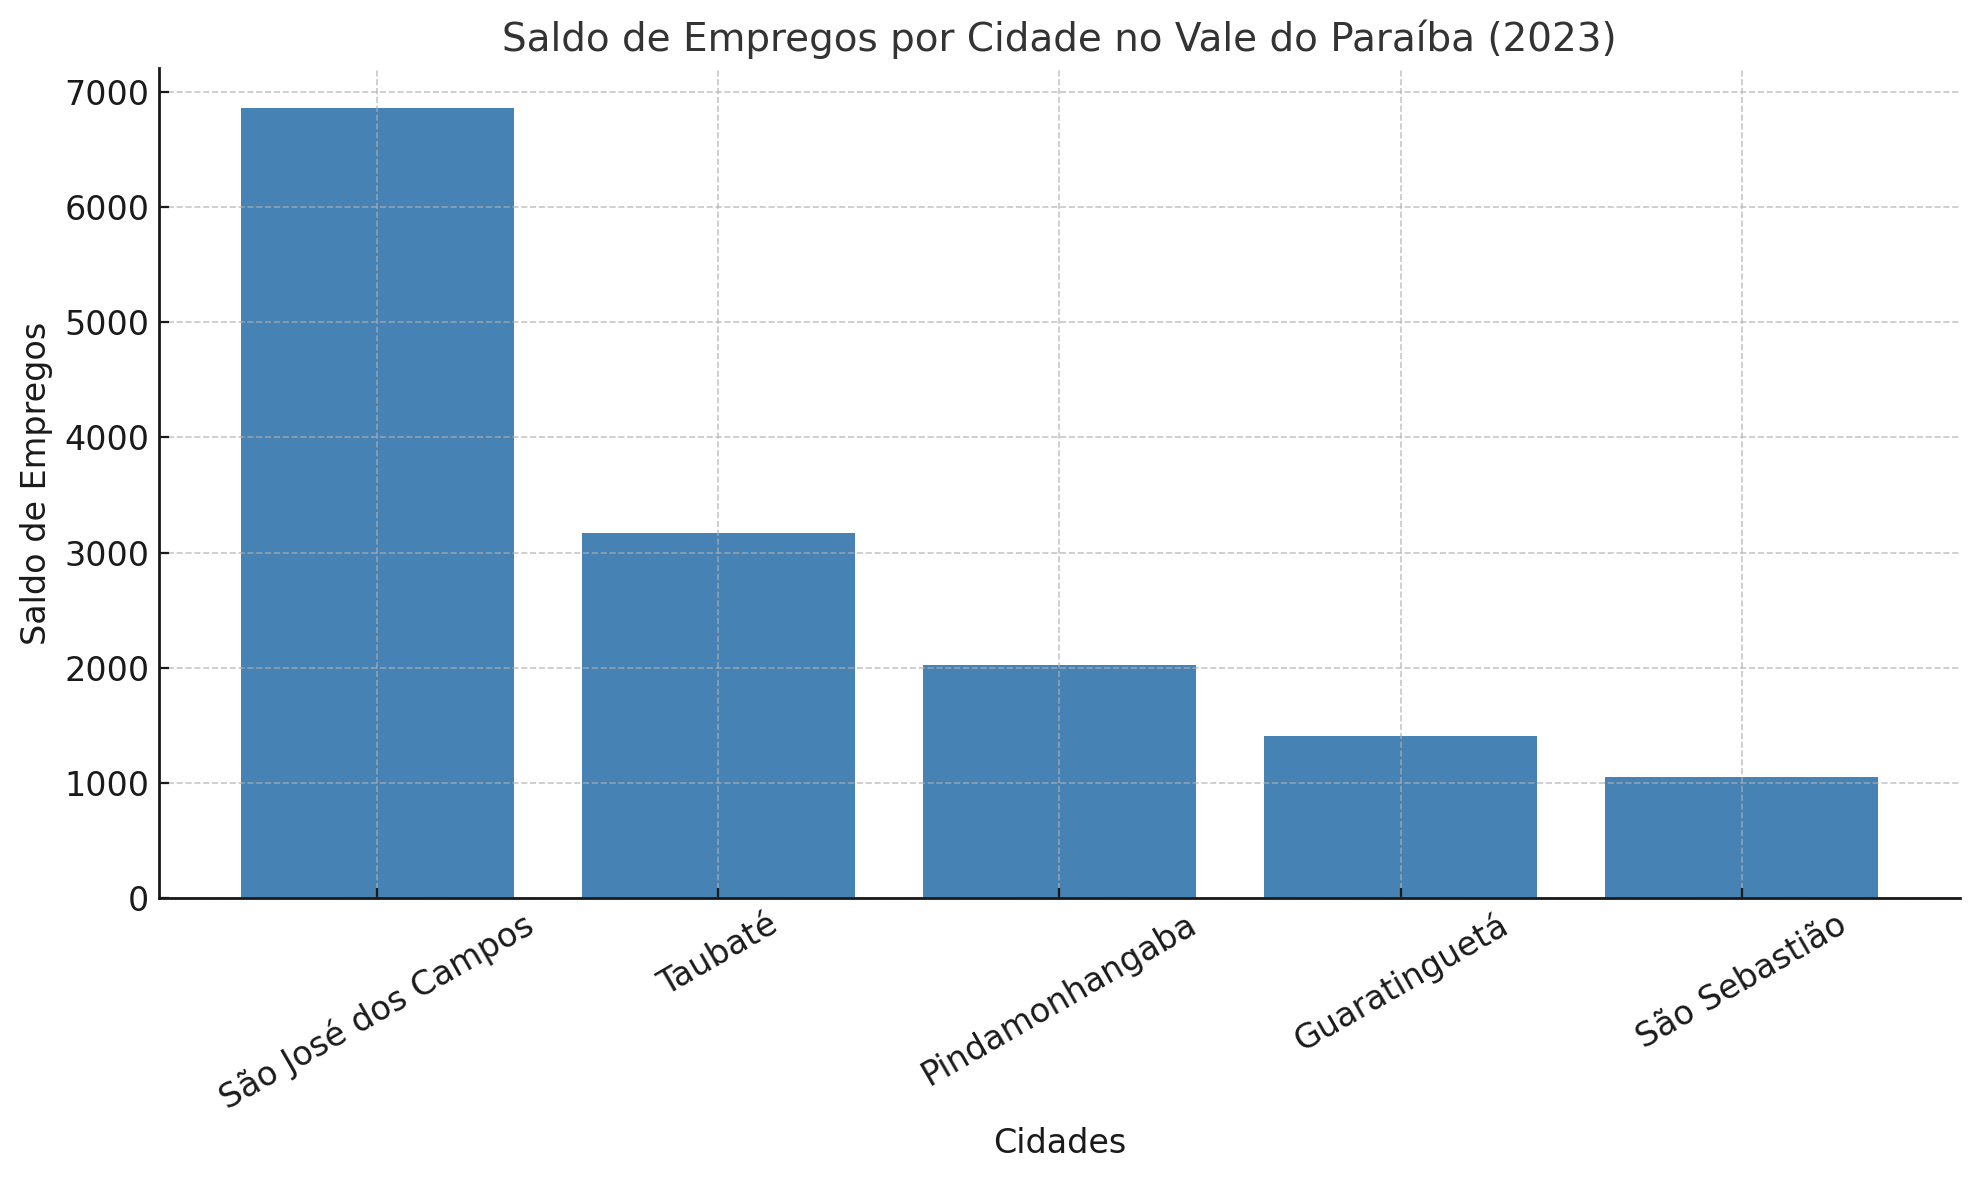 Saldo de Empregos por Cidade no Vale do Paraíba (2023)
Saldo de Empregos
7000
6000
5000
4000
3000
2000
1000
0
São José dos Campos
Taubaté
Pindamonhangaba
Guaratinguetá
São Sebastião
Cidades